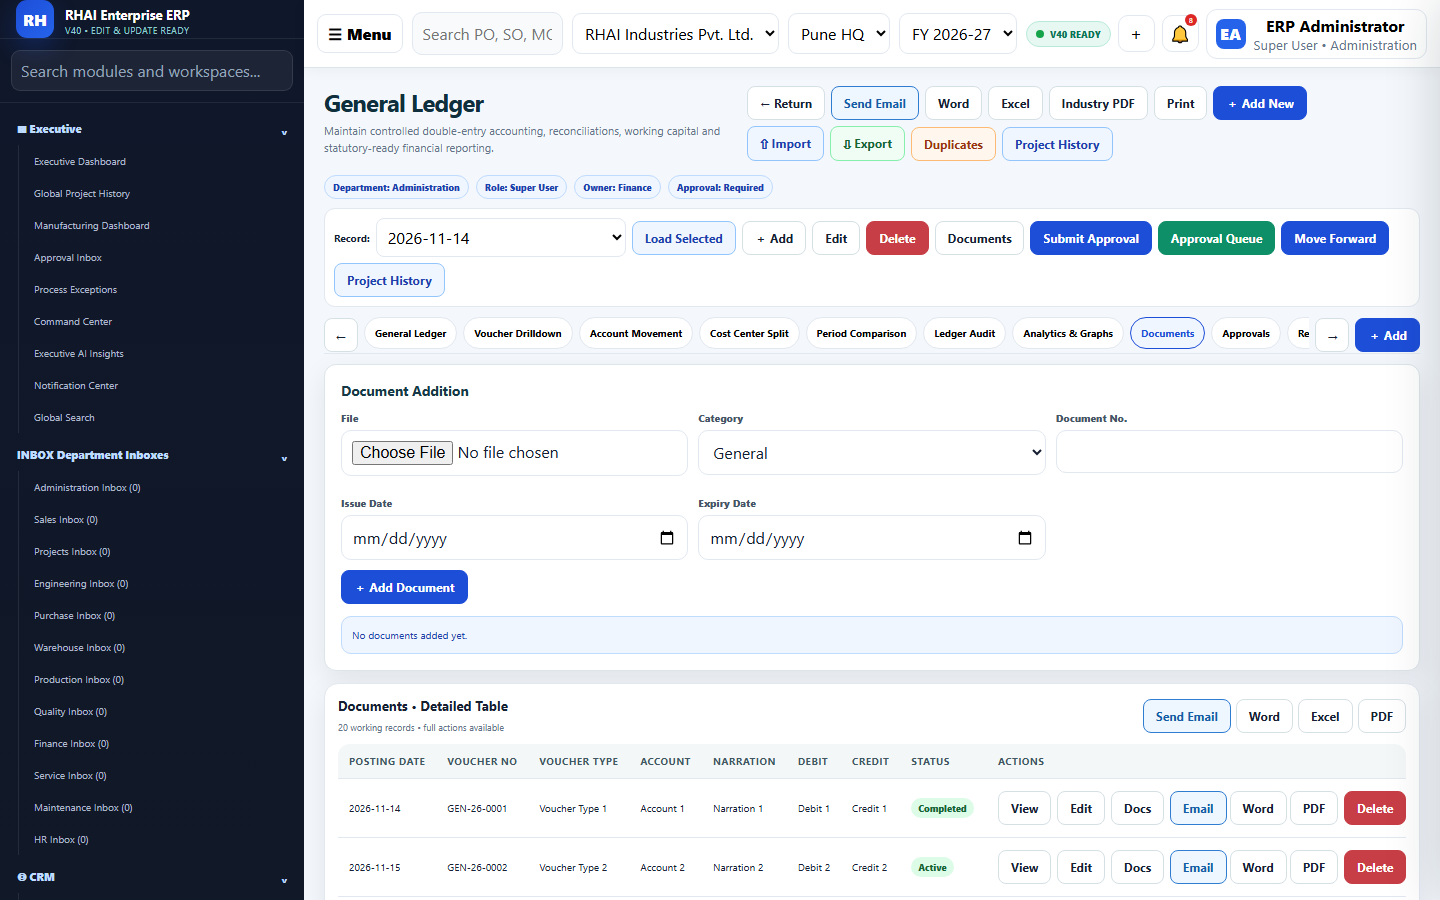 RH
RHAI Enterprise ERP
V40 • EDIT & UPDATE READY
Search modules and workspaces...
Executive
Executive Dashboard
Global Project History
Manufacturing Dashboard
Approval Inbox
Process Exceptions
Command Center
Executive AI Insights
Notification Center
Global Search
INBOX Department Inboxes
Administration Inbox (0)
Sales Inbox (0)
Projects Inbox (0)
Engineering Inbox (0)
Purchase Inbox (0)
Warehouse Inbox (0)
Production Inbox (0)
Quality Inbox (0)
Finance Inbox (0)
Service Inbox (0)
Maintenance Inbox (0)
HR Inbox (0)
CRM
☰ Menu
Search PO, SO, MC
RHAI Industries Pvt. Ltd.
Pune HQ
FY 2026-27
V40 READY
+
8
EA
ERP Administrator
Super User • Administration
General Ledger
Maintain controlled double-entry accounting, reconciliations, working capital and
statutory-ready financial reporting.
← Return
Send Email
Word
Excel
Industry PDF
Print
+ Add New
⇧ Import
⇩ Export
Duplicates
Project History
Department: Administration
Role: Super User
Owner: Finance
Approval: Required
Record:
2026-11-14
Load Selected
+ Add
Edit
Delete
Documents
Submit Approval
Approval Queue
Move Forward
Project History
←
General Ledger
Voucher Drilldown
Account Movement
Cost Center Split
Period Comparison
Ledger Audit
Analytics & Graphs
Documents
Approvals
Re
→
+ Add
Document Addition
File
Category
Document No.
Choose File No file chosen
General
Issue Date
Expiry Date
mm/dd/yyyy
mm/dd/yyyy
+ Add Document
No documents added yet.
Documents • Detailed Table
20 working records • full actions available
Send Email
Word
Excel
PDF
POSTING DATE VOUCHER NO VOUCHER TYPE ACCOUNT NARRATION DEBIT CREDIT STATUS ACTIONS
2026-11-14 GEN-26-0001 Voucher Type 1 Account 1 Narration 1 Debit 1 Credit 1 Completed View Edit Docs Email Word PDF Delete
2026-11-15 GEN-26-0002 Voucher Type 2 Account 2 Narration 2 Debit 2 Credit 2 Active View Edit Docs Email Word PDF Delete